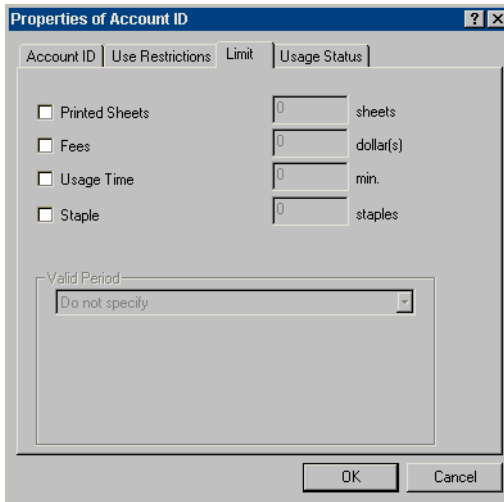 Properties of Account ID ? X
Account ID Use Restrictions Limit Usage Status
Printed Sheets 0 sheets
Fees 0 dollar(s)
Usage Time 0 min.
Staple 0 staples
Valid Period
Do not specify
OK Cancel